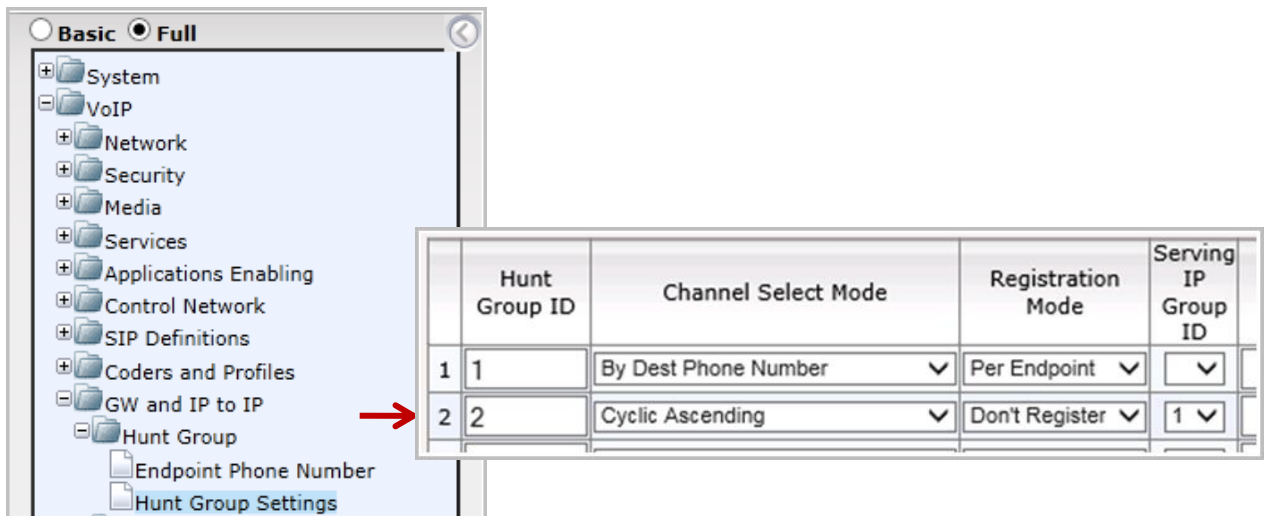 Basic Full
System
VoIP
Network
Security
Media
Services
Applications Enabling
Control Network
SIP Definitions
Coders and Profiles
GW and IP to IP
Hunt Group
Endpoint Phone Number
Hunt Group Settings
Hunt
Group ID
Channel Select Mode
Registration
Mode
Serving
IP
Group
ID
1 1 By Dest Phone Number Per Endpoint
2 2 Cyclic Ascending Don't Register 1